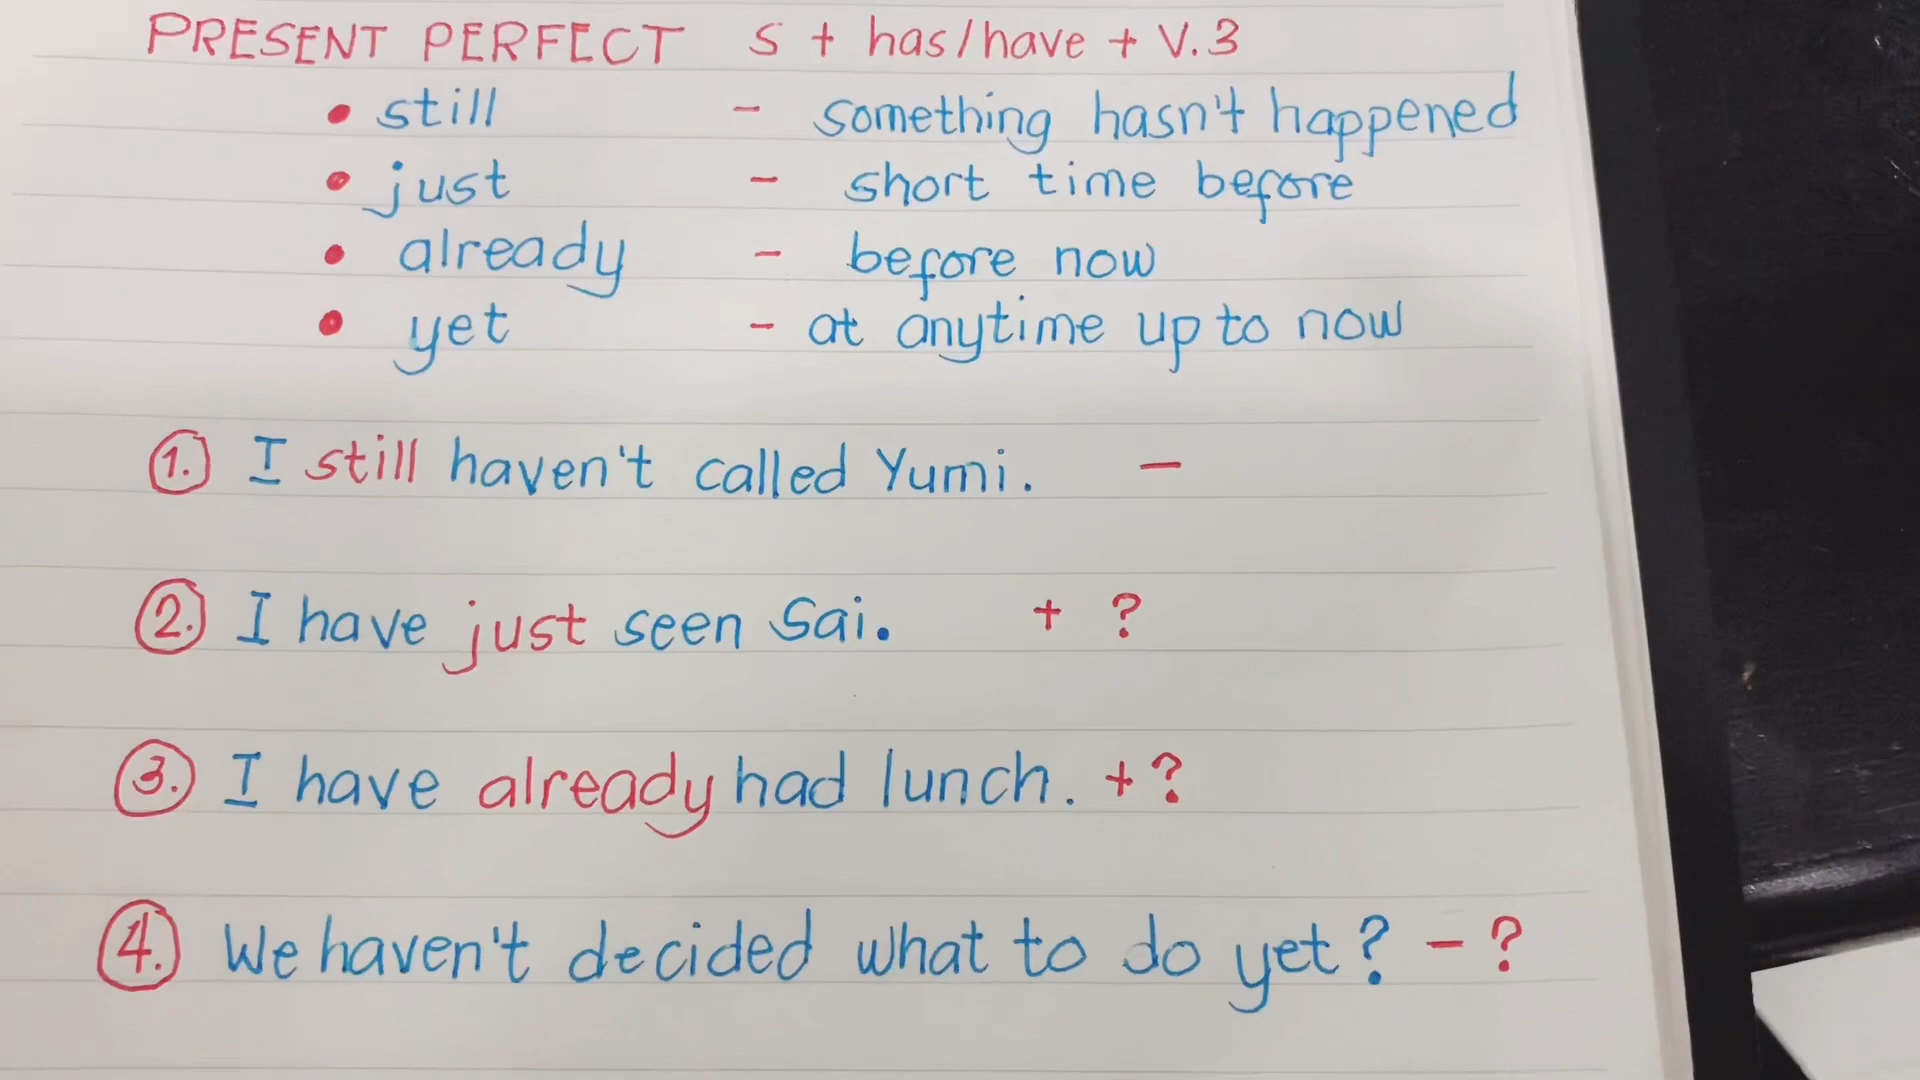 PRESENT PERFECT S + has/have + V.3
• still - something hasn't happened
• just - short time before
• already - before now
• yet - at anytime up to now
1. I still haven't called Yumi. -
2. I have just seen Sai. + ?
3. I have already had lunch. + ?
4. We haven't decided what to do yet? - ?